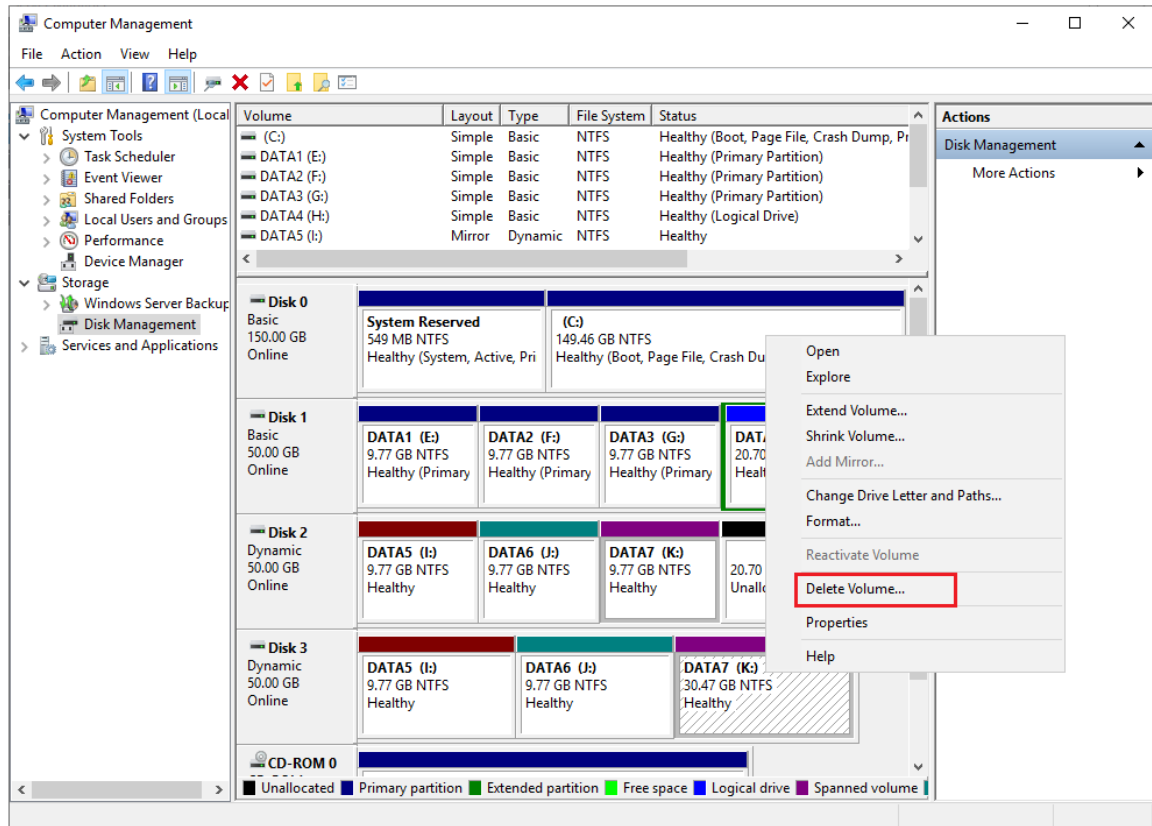 Computer Management
File Action View Help
Computer Management (Local
System Tools
Task Scheduler
Event Viewer
Shared Folders
Local Users and Groups
Performance
Device Manager
Storage
Windows Server Backup
Disk Management
Services and Applications
Volume Layout Type File System Status
(C:) Simple Basic NTFS Healthy (Boot, Page File, Crash Dump, Pr
DATA1 (E:) Simple Basic NTFS Healthy (Primary Partition)
DATA2 (F:) Simple Basic NTFS Healthy (Primary Partition)
DATA3 (G:) Simple Basic NTFS Healthy (Primary Partition)
DATA4 (H:) Simple Basic NTFS Healthy (Logical Drive)
DATA5 (I:) Mirror Dynamic NTFS Healthy
Disk 0
Basic
150.00 GB
Online
System Reserved
549 MB NTFS
Healthy (System, Active, Pri
(C:)
149.46 GB NTFS
Healthy (Boot, Page File, Crash Du
Disk 1
Basic
50.00 GB
Online
DATA1 (E:)
9.77 GB NTFS
Healthy (Primary
DATA2 (F:)
9.77 GB NTFS
Healthy (Primary
DATA3 (G:)
9.77 GB NTFS
Healthy (Primary
DAT
20.70
Healt
Disk 2
Dynamic
50.00 GB
Online
DATA5 (I:)
9.77 GB NTFS
Healthy
DATA6 (J:)
9.77 GB NTFS
Healthy
DATA7 (K:)
9.77 GB NTFS
Healthy
20.70
Unallo
Disk 3
Dynamic
50.00 GB
Online
DATA5 (I:)
9.77 GB NTFS
Healthy
DATA6 (J:)
9.77 GB NTFS
Healthy
DATA7 (K:)
30.47 GB NTFS
Healthy
CD-ROM 0
Unallocated Primary partition Extended partition Free space Logical drive Spanned volume
Open
Explore
Extend Volume...
Shrink Volume...
Add Mirror...
Change Drive Letter and Paths...
Format...
Reactivate Volume
Delete Volume...
Properties
Help
Actions
Disk Management
More Actions